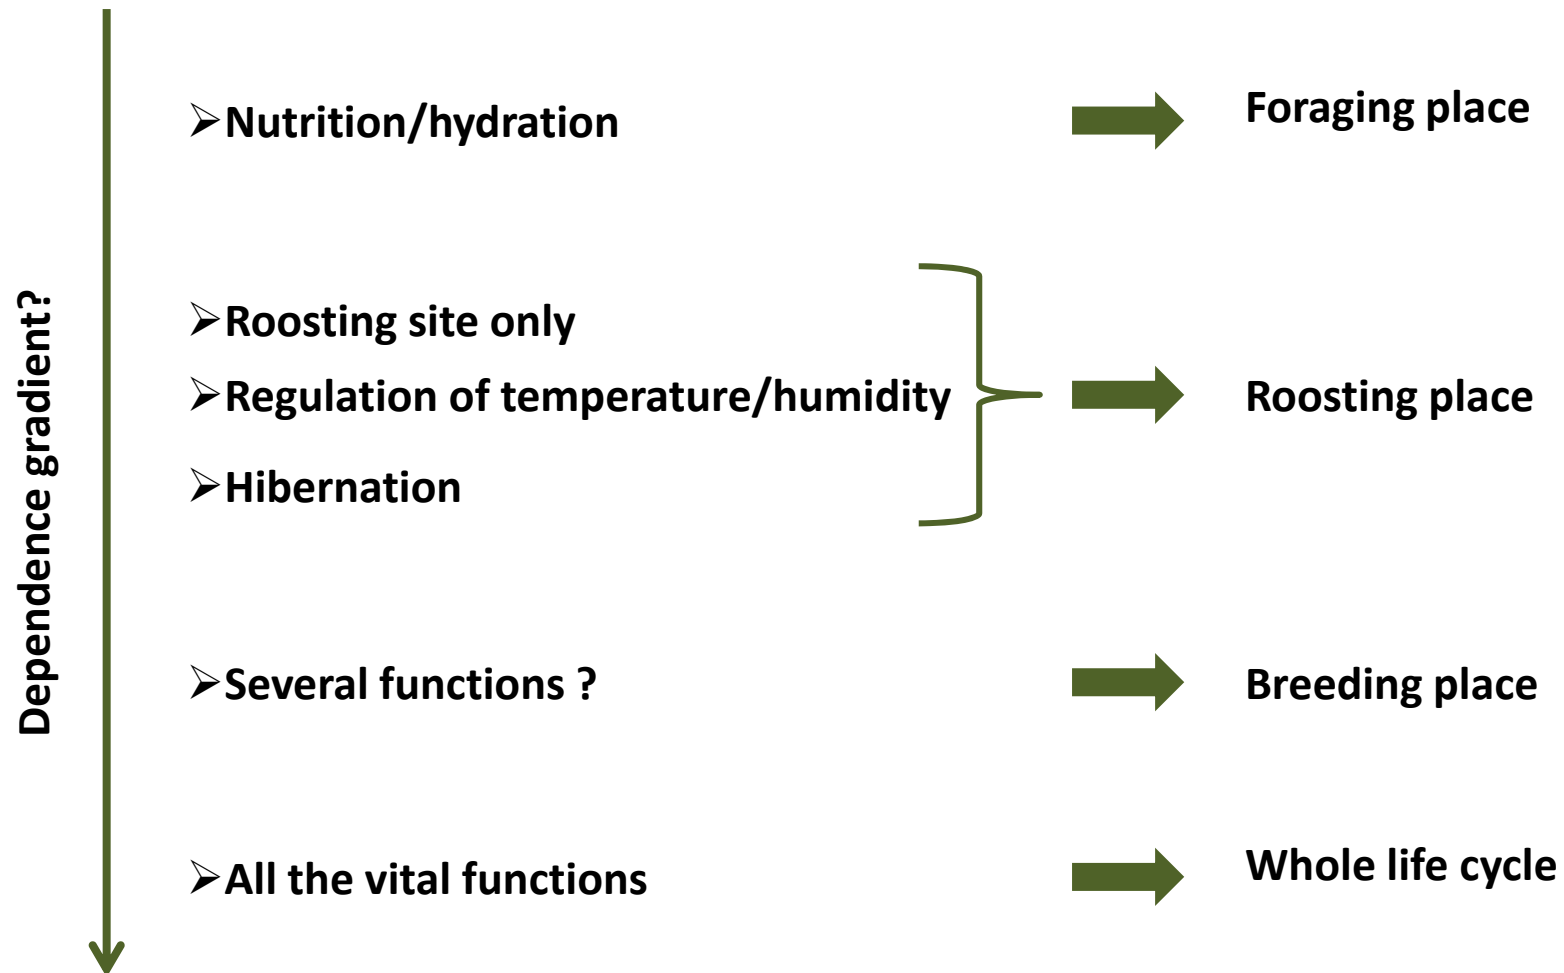 Dependence gradient?
➢Nutrition/hydration
Foraging place
➢Roosting site only
➢Regulation of temperature/humidity
Roosting place
➢Hibernation
➢Several functions ?
Breeding place
➢All the vital functions
Whole life cycle